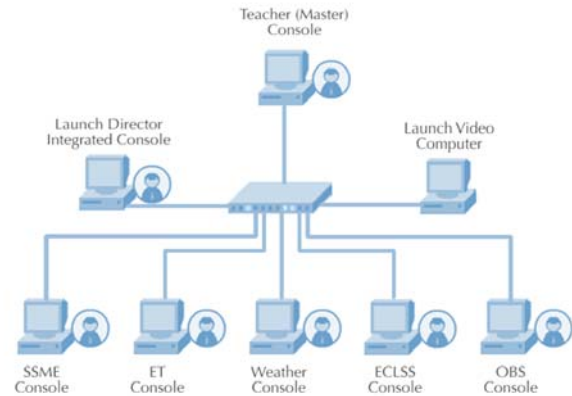 Teacher (Master)
Console
Launch Director
Integrated Console
Launch Video
Computer
SSME
Console
ET
Console
Weather
Console
ECLSS
Console
OBS
Console